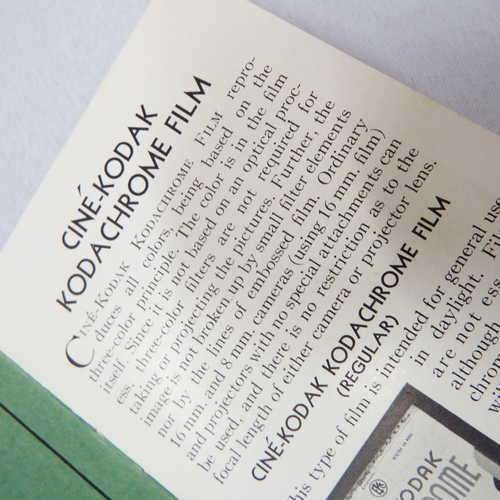 CINÉ-KODAK
KODACHROME FILM
CINÉ-KODAK KODACHROME FILM repro-
duces all colors, being based on the
three-color principle. The color is in the film
itself. Since it is not based on an optical proc-
ess, three-color filters are not required for
taking or projecting the pictures. Further, the
image is not broken up by small filter elements
nor by the lines of embossed film. Ordinary
16 mm. and 8 mm. cameras (using 16 mm. film)
and projectors with no special attachments can
be used, and there is no restriction as to the
focal length of either camera or projector lens.
CINÉ-KODAK KODACHROME FILM
(REGULAR)
This type of film is intended for general use
in daylight.
are not
although
KODAK